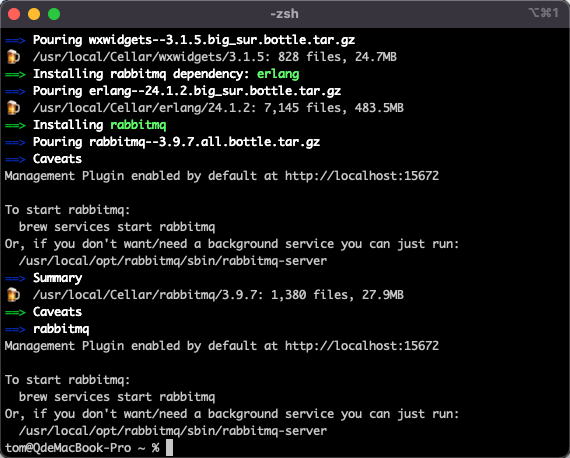 -zsh
⌥⌘1
==> Pouring wxwidgets--3.1.5.big_sur.bottle.tar.gz
🍺  /usr/local/Cellar/wxwidgets/3.1.5: 828 files, 24.7MB
==> Installing rabbitmq dependency: erlang
==> Pouring erlang--24.1.2.big_sur.bottle.tar.gz
🍺  /usr/local/Cellar/erlang/24.1.2: 7,145 files, 483.5MB
==> Installing rabbitmq
==> Pouring rabbitmq--3.9.7.all.bottle.tar.gz
==> Caveats
Management Plugin enabled by default at http://localhost:15672

To start rabbitmq:
  brew services start rabbitmq
Or, if you don't want/need a background service you can just run:
  /usr/local/opt/rabbitmq/sbin/rabbitmq-server
==> Summary
🍺  /usr/local/Cellar/rabbitmq/3.9.7: 1,380 files, 27.9MB
==> Caveats
==> rabbitmq
Management Plugin enabled by default at http://localhost:15672

To start rabbitmq:
  brew services start rabbitmq
Or, if you don't want/need a background service you can just run:
  /usr/local/opt/rabbitmq/sbin/rabbitmq-server
tom@QdeMacBook-Pro ~ %